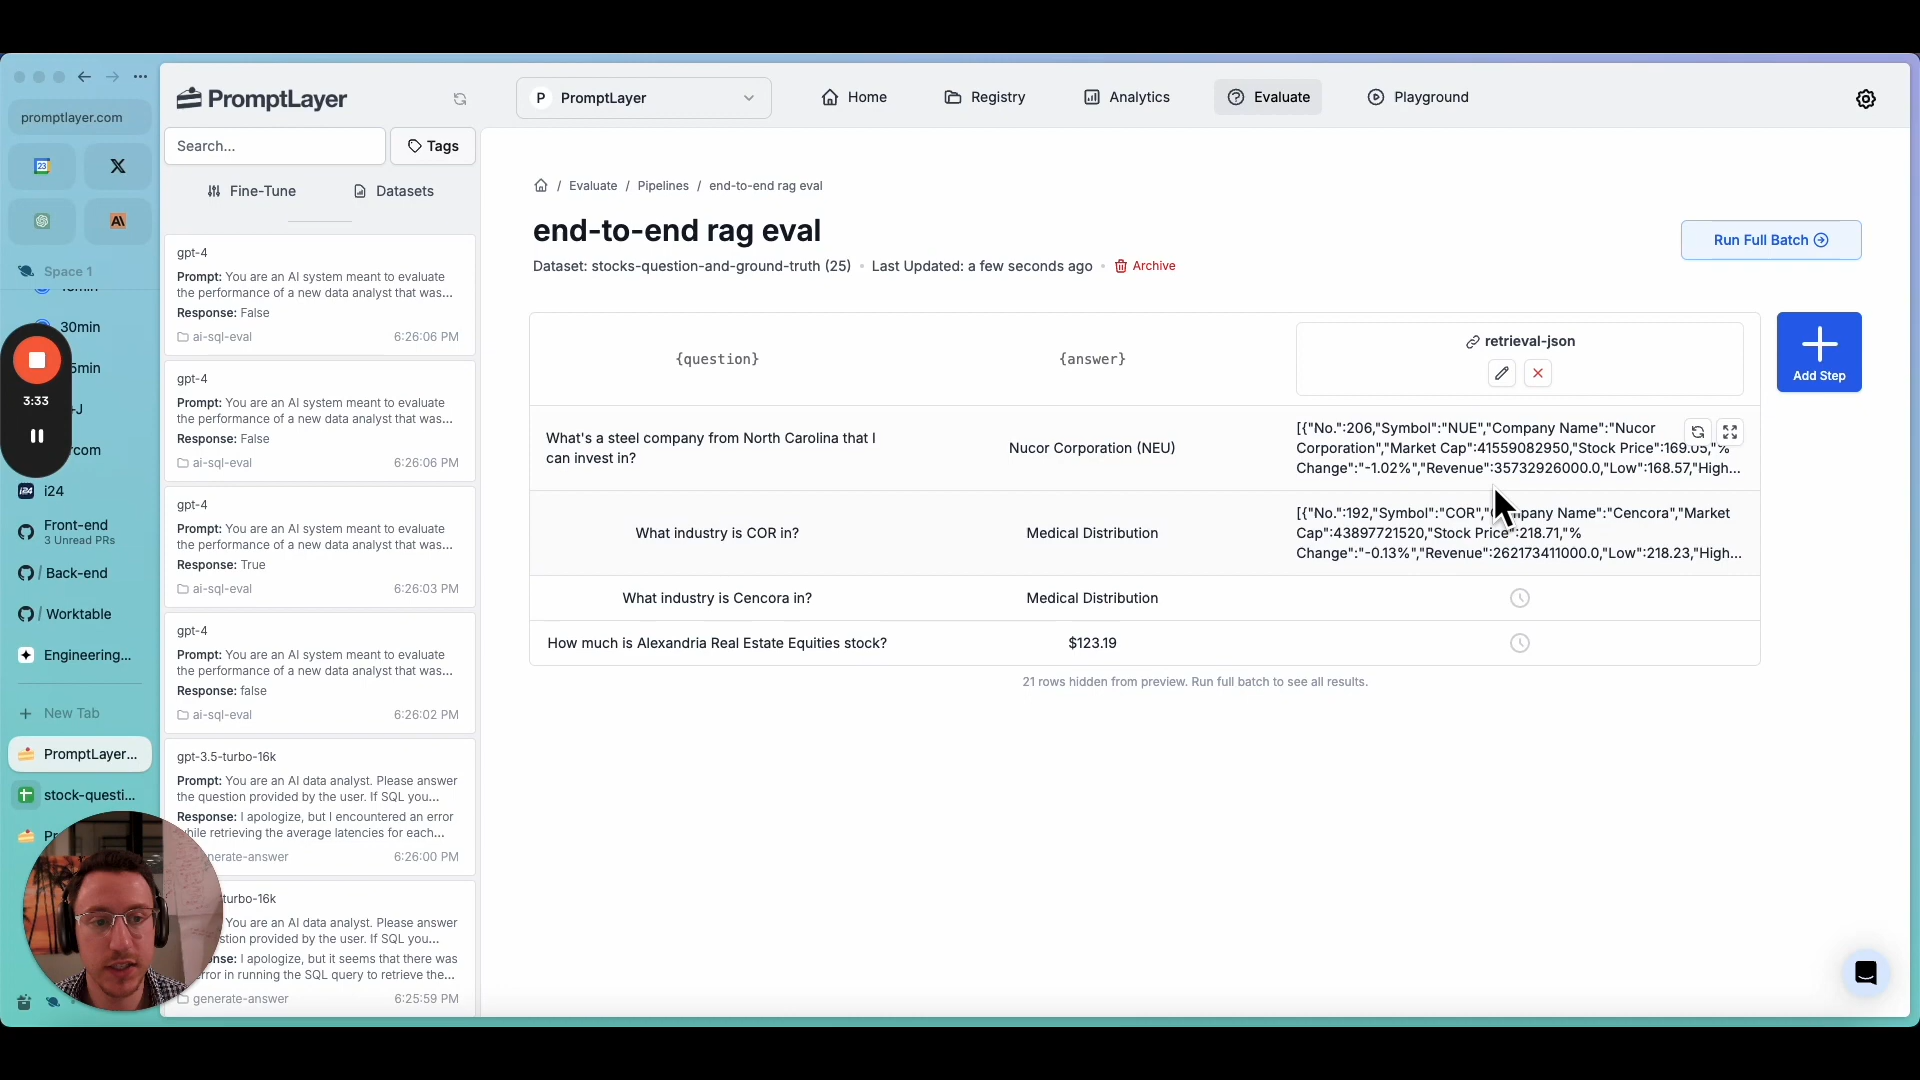 promptlayer.com
23
Space 1
30min
5min
3:33
+J
rcom
i24
i24
Front-end
3 Unread PRs
/ Back-end
/ Worktable
Engineering...
+ New Tab
PromptLayer...
stock-questi...
PromptLayer
P PromptLayer
Home
Registry
Analytics
Evaluate
Playground
Search...
Tags
Fine-Tune
Datasets
gpt-4
Prompt: You are an AI system meant to evaluate
the performance of a new data analyst that was...
Response: False
ai-sql-eval 6:26:06 PM
gpt-4
Prompt: You are an AI system meant to evaluate
the performance of a new data analyst that was...
Response: False
ai-sql-eval 6:26:06 PM
gpt-4
Prompt: You are an AI system meant to evaluate
the performance of a new data analyst that was...
Response: True
ai-sql-eval 6:26:03 PM
gpt-4
Prompt: You are an AI system meant to evaluate
the performance of a new data analyst that was...
Response: false
ai-sql-eval 6:26:02 PM
gpt-3.5-turbo-16k
Prompt: You are an AI data analyst. Please answer
the question provided by the user. If SQL you...
Response: I apologize, but I encountered an error
while retrieving the average latencies for each...
nerate-answer 6:26:00 PM
turbo-16k
You are an AI data analyst. Please answer
stion provided by the user. If SQL you...
nse: I apologize, but it seems that there was
error in running the SQL query to retrieve the...
generate-answer 6:25:59 PM
/ Evaluate / Pipelines / end-to-end rag eval
end-to-end rag eval
Dataset: stocks-question-and-ground-truth (25) • Last Updated: a few seconds ago • Archive
Run Full Batch
Add Step
{question} {answer} retrieval-json
What's a steel company from North Carolina that I
can invest in?
Nucor Corporation (NEU)
[{"No.":206,"Symbol":"NUE","Company Name":"Nucor
Corporation","Market Cap":41559082950,"Stock Price":169.05,"%
Change":"-1.02%","Revenue":35732926000.0,"Low":168.57,"High...
What industry is COR in?
Medical Distribution
[{"No.":192,"Symbol":"COR","Company Name":"Cencora","Market
Cap":43897721520,"Stock Price":218.71,"%
Change":"-0.13%","Revenue":262173411000.0,"Low":218.23,"High...
What industry is Cencora in? Medical Distribution
How much is Alexandria Real Estate Equities stock? $123.19
21 rows hidden from preview. Run full batch to see all results.